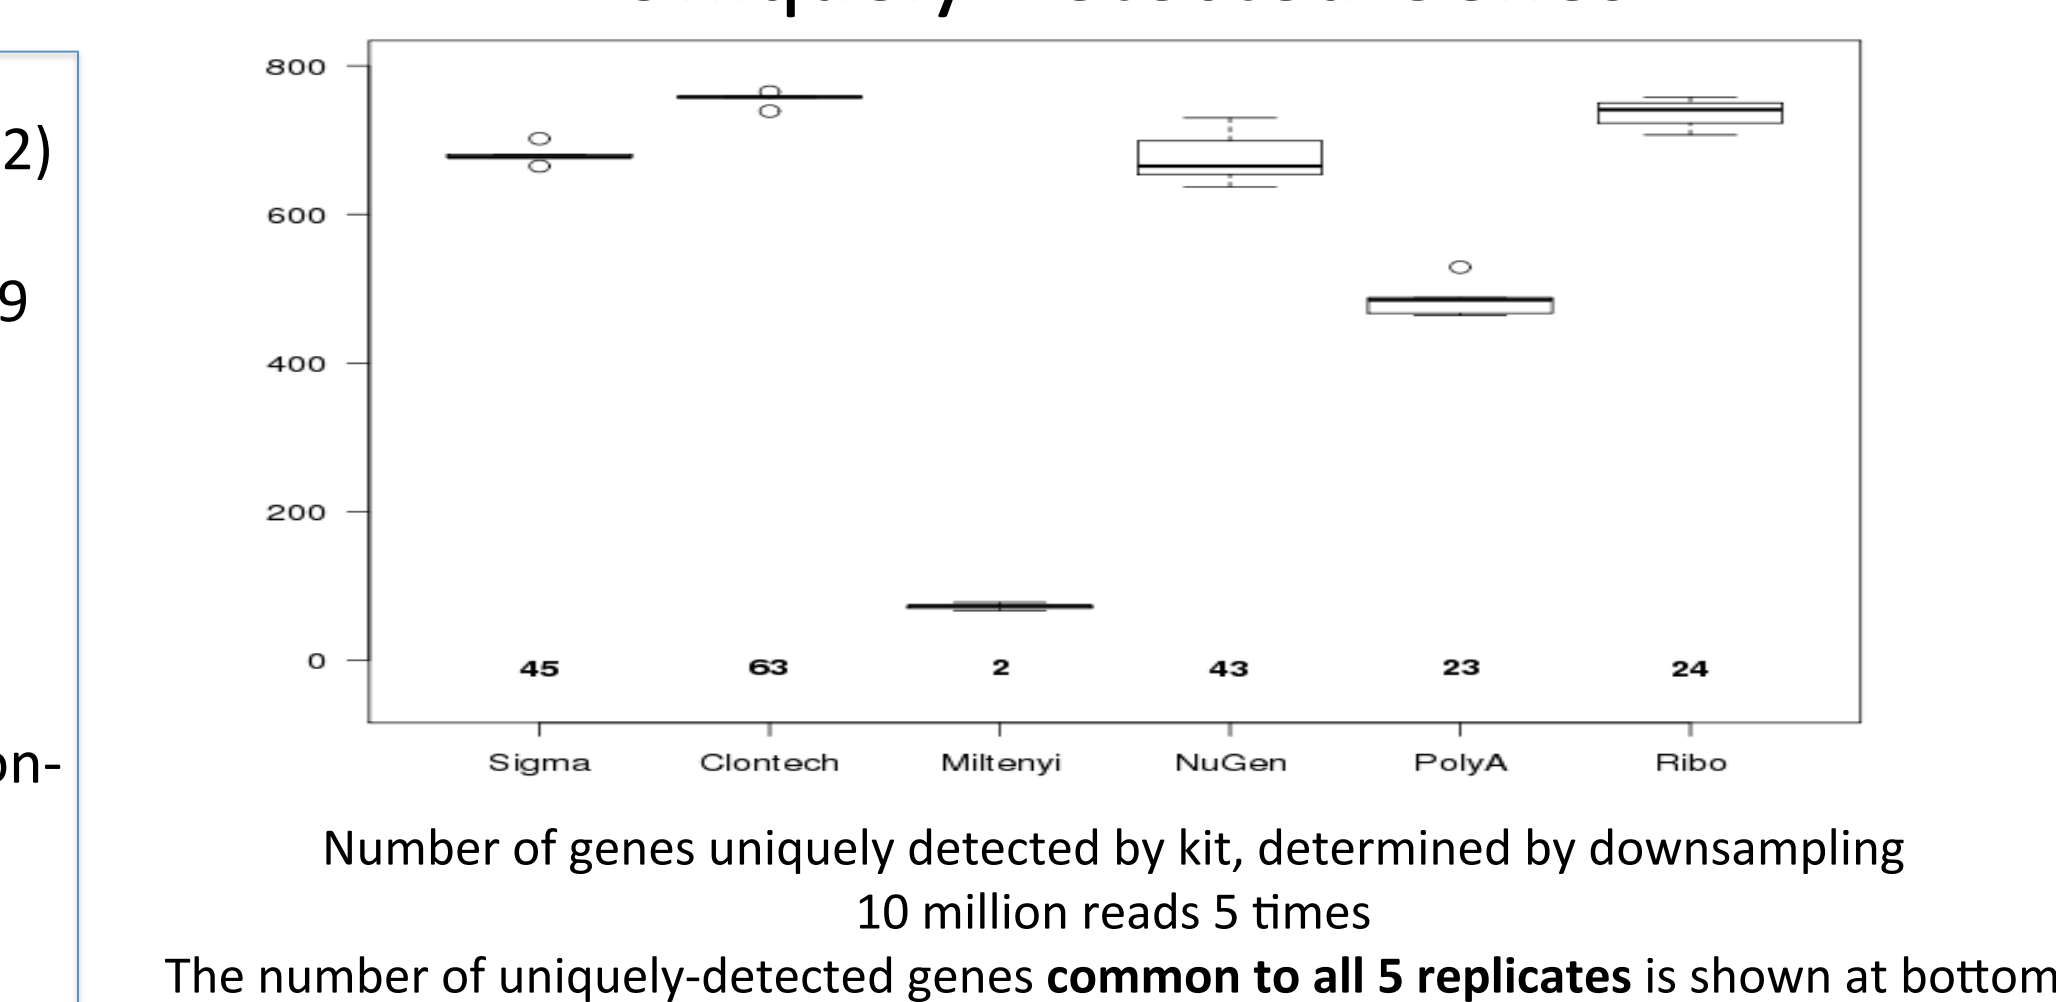 2)
9
on-
800
600
400
200
0
45 63 2 43 23 24
Sigma Clontech Miltenyi NuGen PolyA Ribo
Number of genes uniquely detected by kit, determined by downsampling
10 million reads 5 times
The number of uniquely-detected genes common to all 5 replicates is shown at bottom